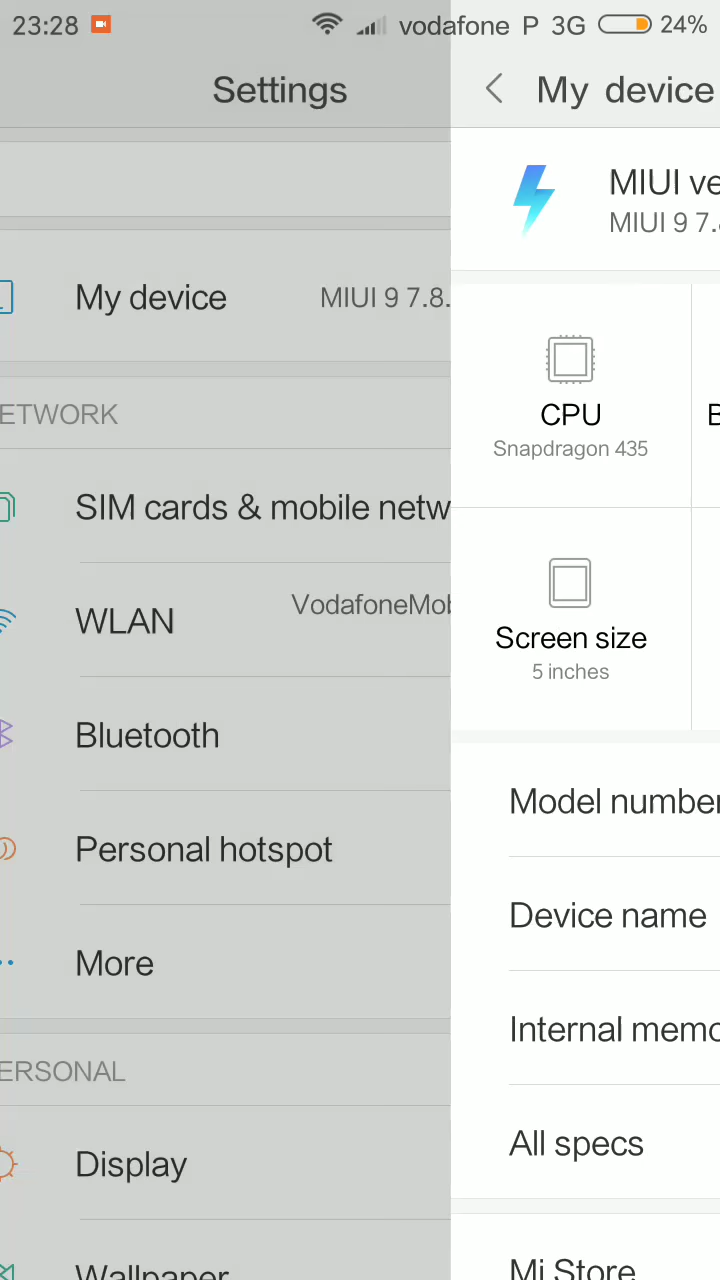 23:28 vodafone P 3G 24%
Settings
My device MIUI 9 7.8.
ETWORK
SIM cards & mobile netw
WLAN VodafoneMob
Bluetooth
Personal hotspot
More
ERSONAL
Display
Wallpaper
My device
MIUI ve
MIUI 9 7.
CPU
Snapdragon 435
B
Screen size
5 inches
Model number
Device name
Internal memo
All specs
Mi Store